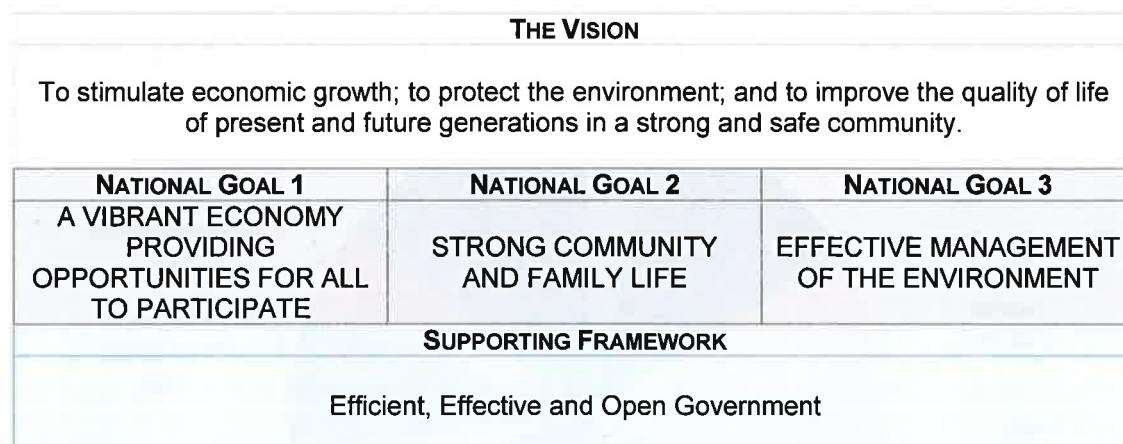 THE VISION
To stimulate economic growth; to protect the environment; and to improve the quality of life
of present and future generations in a strong and safe community.
NATIONAL GOAL 1
A VIBRANT ECONOMY
PROVIDING
OPPORTUNITIES FOR ALL
TO PARTICIPATE
NATIONAL GOAL 2
STRONG COMMUNITY
AND FAMILY LIFE
NATIONAL GOAL 3
EFFECTIVE MANAGEMENT
OF THE ENVIRONMENT
SUPPORTING FRAMEWORK
Efficient, Effective and Open Government